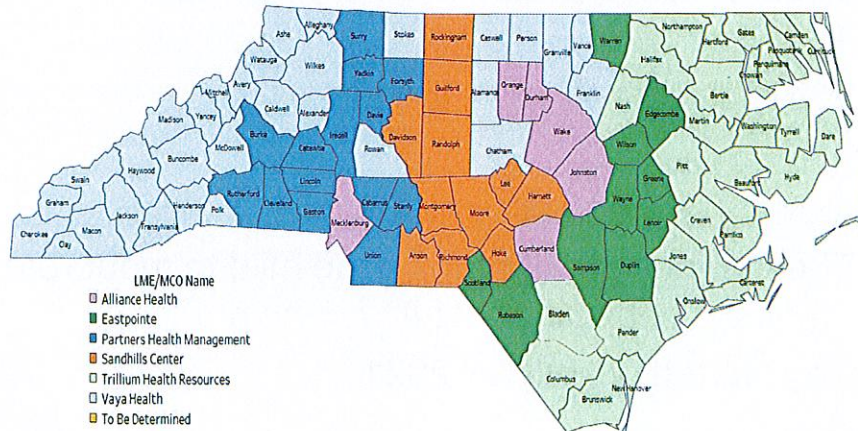 Ashe
Alleghany
Surry
Stokes
Rockingham
Caswell
Person
Granville
Vance
Warren
Northampton
Hertford
Gates
Camden
Pasquotank
Perquimans
Chowan
Halifax
Watauga
Wilkes
Yadkin
Forsyth
Guilford
Alamance
Orange
Durham
Franklin
Nash
Edgecombe
Bertie
Martin
Washington
Tyrrell
Dare
Mitchell
Avery
Caldwell
Alexander
Iredell
Davie
Davidson
Randolph
Chatham
Wake
Wilson
Pitt
Beaufort
Hyde
Madison
Yancey
Burke
Catawba
Rowan
Johnston
Greene
Wayne
Lenoir
Craven
Pamlico
Swain
Haywood
Buncombe
McDowell
Rutherford
Lincoln
Cleveland
Gaston
Cabarrus
Stanly
Montgomery
Moore
Lee
Harnett
Graham
Jackson
Henderson
Polk
Mecklenburg
Cherokee
Clay
Macon
Transylvania
Union
Anson
Richmond
Hoke
Cumberland
Sampson
Duplin
Jones
Carteret
Onslow
Scotland
Robeson
Bladen
Pender
Columbus
Brunswick
New Hanover
LME/MCO Name
Alliance Health
Eastpointe
Partners Health Management
Sandhills Center
Trillium Health Resources
Vaya Health
To Be Determined